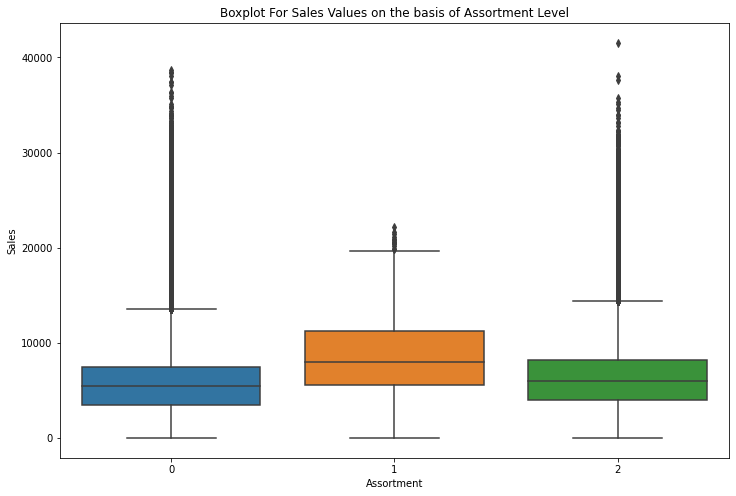 Boxplot For Sales Values on the basis of Assortment Level
40000
30000
20000
10000
0
Sales
0 1 2
Assortment